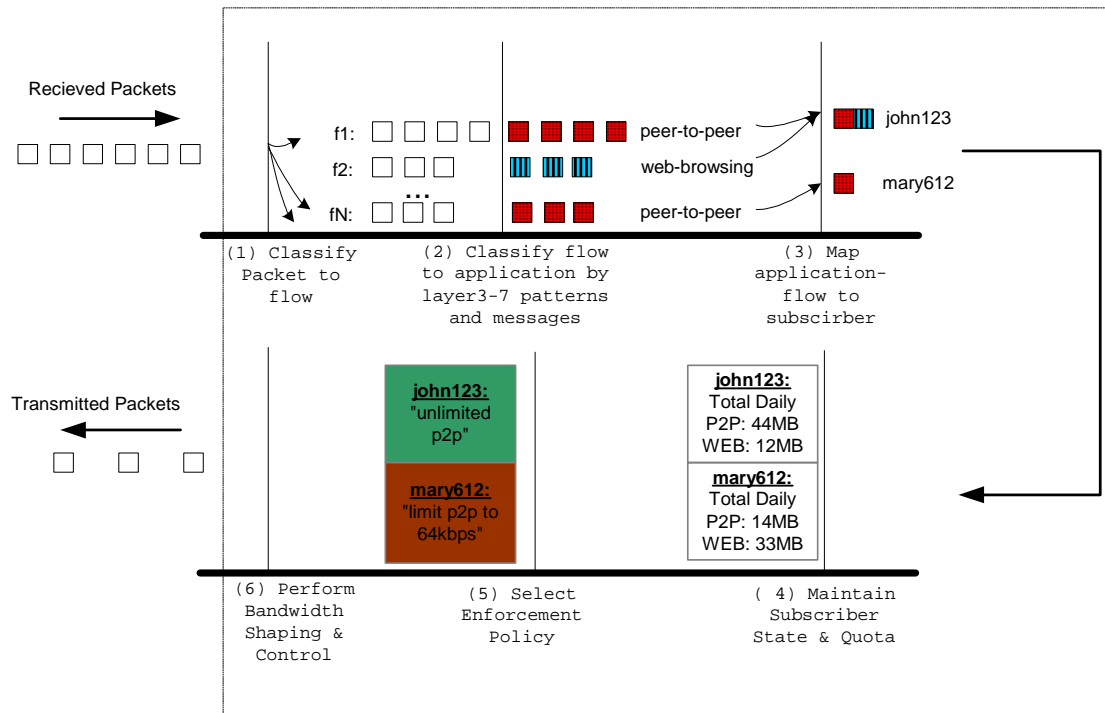 Recieved Packets
f1:
peer-to-peer
john123
f2:
web-browsing
...
mary612
fN:
peer-to-peer
(1) Classify
Packet to
flow
(2) Classify flow
to application by
layer3-7 patterns
and messages
(3) Map
application-
flow to
subscirber
Transmitted Packets
john123:
"unlimited
p2p"
mary612:
"limit p2p to
64kbps"
john123:
Total Daily
P2P: 44MB
WEB: 12MB
mary612:
Total Daily
P2P: 14MB
WEB: 33MB
(6) Perform
Bandwidth
Shaping &
Control
(5) Select
Enforcement
Policy
( 4) Maintain
Subscriber
State & Quota